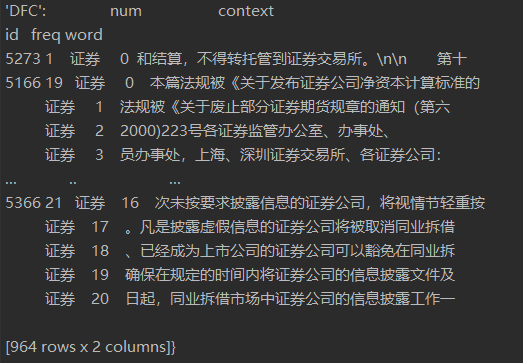 'DFC': num context
id freq word
5273 1 证券 0 和结算，不得转托管到证券交易所。\n\n 第十
5166 19 证券 0 本篇法规被《关于发布证券公司净资本计算标准的
证券 1 法规被《关于废止部分证券期货规章的通知（第六
证券 2 2000)223号各证券监管办公室、办事处、
证券 3 员办事处，上海、深圳证券交易所、各证券公司：
... .. ...
5366 21 证券 16 次未按要求披露信息的证券公司，将视情节轻重按
证券 17 。凡是披露虚假信息的证券公司将被取消同业拆借
证券 18 、已经成为上市公司的证券公司可以豁免在同业拆
证券 19 确保在规定的时间内将证券公司的信息披露文件及
证券 20 日起，同业拆借市场中证券公司的信息披露工作一
[964 rows x 2 columns]}